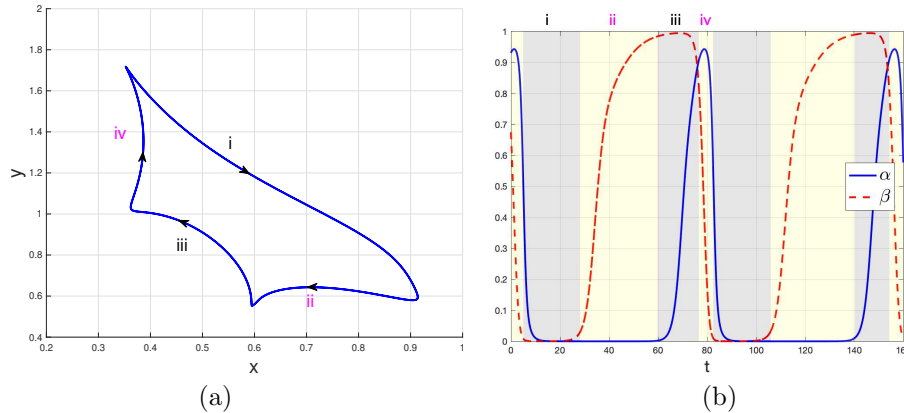 2
1.8
1.6
1.4
1.2
1
0.8
0.6
0.4
0.2 0.3 0.4 0.5 0.6 0.7 0.8 0.9 1
y
x
i
ii
iii
iv
(a)
i ii iii iv
1
0.9
0.8
0.7
0.6
0.5
0.4
0.3
0.2
0.1
0
0 20 40 60 80 100 120 140 160
t
α
β
(b)